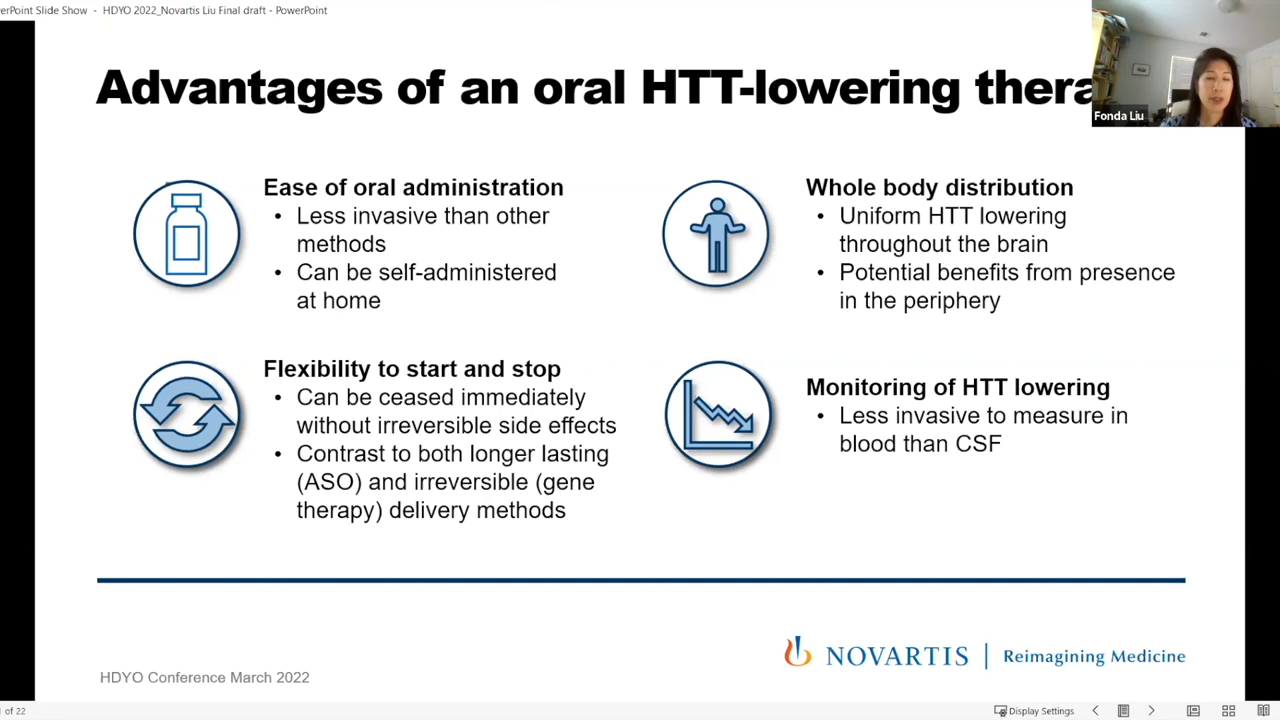 PowerPoint Slide Show - HDYO 2022_Novartis Liu Final draft - PowerPoint
Advantages of an oral HTT-lowering thera
Fonda Liu
Ease of oral administration
• Less invasive than other
methods
• Can be self-administered
at home
Whole body distribution
• Uniform HTT lowering
throughout the brain
• Potential benefits from presence
in the periphery
Flexibility to start and stop
• Can be ceased immediately
without irreversible side effects
• Contrast to both longer lasting
(ASO) and irreversible (gene
therapy) delivery methods
Monitoring of HTT lowering
• Less invasive to measure in
blood than CSF
NOVARTIS | Reimagining Medicine
HDYO Conference March 2022
of 22
Display Settings